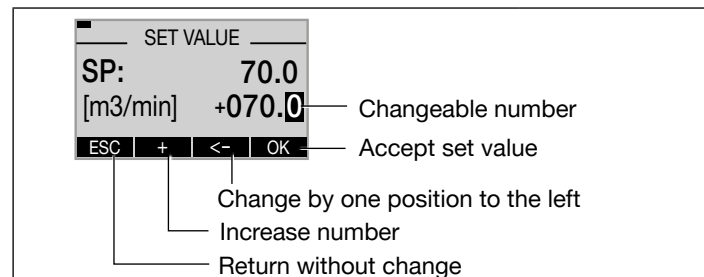 SET VALUE
SP: 70.0
[m3/min] +070.0
Changeable number
ESC + <- OK
Accept set value
Change by one position to the left
Increase number
Return without change